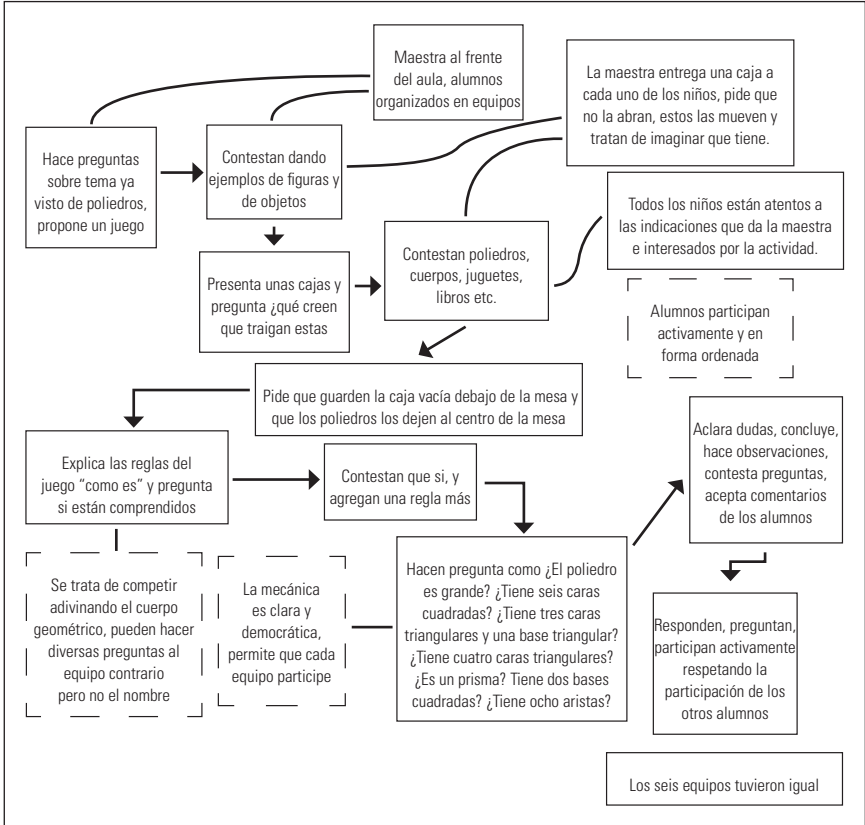 Maestra al frente
del aula, alumnos
organizados en equipos
La maestra entrega una caja a
cada uno de los niños, pide que
no la abran, estos las mueven y
tratan de imaginar que tiene.
Hace preguntas
sobre tema ya
visto de poliedros,
propone un juego
Contestan dando
ejemplos de figuras y
de objetos
Todos los niños están atentos a
las indicaciones que da la maestra
e interesados por la actividad.
Presenta unas cajas y
pregunta ¿qué creen
que traigan estas
Contestan poliedros,
cuerpos, juguetes,
libros etc.
Alumnos participan
activamente y en
forma ordenada
Pide que guarden la caja vacía debajo de la mesa y
que los poliedros los dejen al centro de la mesa
Explica las reglas del
juego "como es" y pregunta
si están comprendidos
Contestan que si, y
agregan una regla más
Aclara dudas, concluye,
hace observaciones,
contesta preguntas,
acepta comentarios
de los alumnos
Se trata de competir
adivinando el cuerpo
geométrico, pueden hacer
diversas preguntas al
equipo contrario
pero no el nombre
La mecánica
es clara y
democrática,
permite que cada
equipo participe
Hacen pregunta como ¿El poliedro
es grande? ¿Tiene seis caras
cuadradas? ¿Tiene tres caras
triangulares y una base triangular?
¿Tiene cuatro caras triangulares?
¿Es un prisma? Tiene dos bases
cuadradas? ¿Tiene ocho aristas?
Responden, preguntan,
participan activamente
respetando la
participación de los
otros alumnos
Los seis equipos tuvieron igual